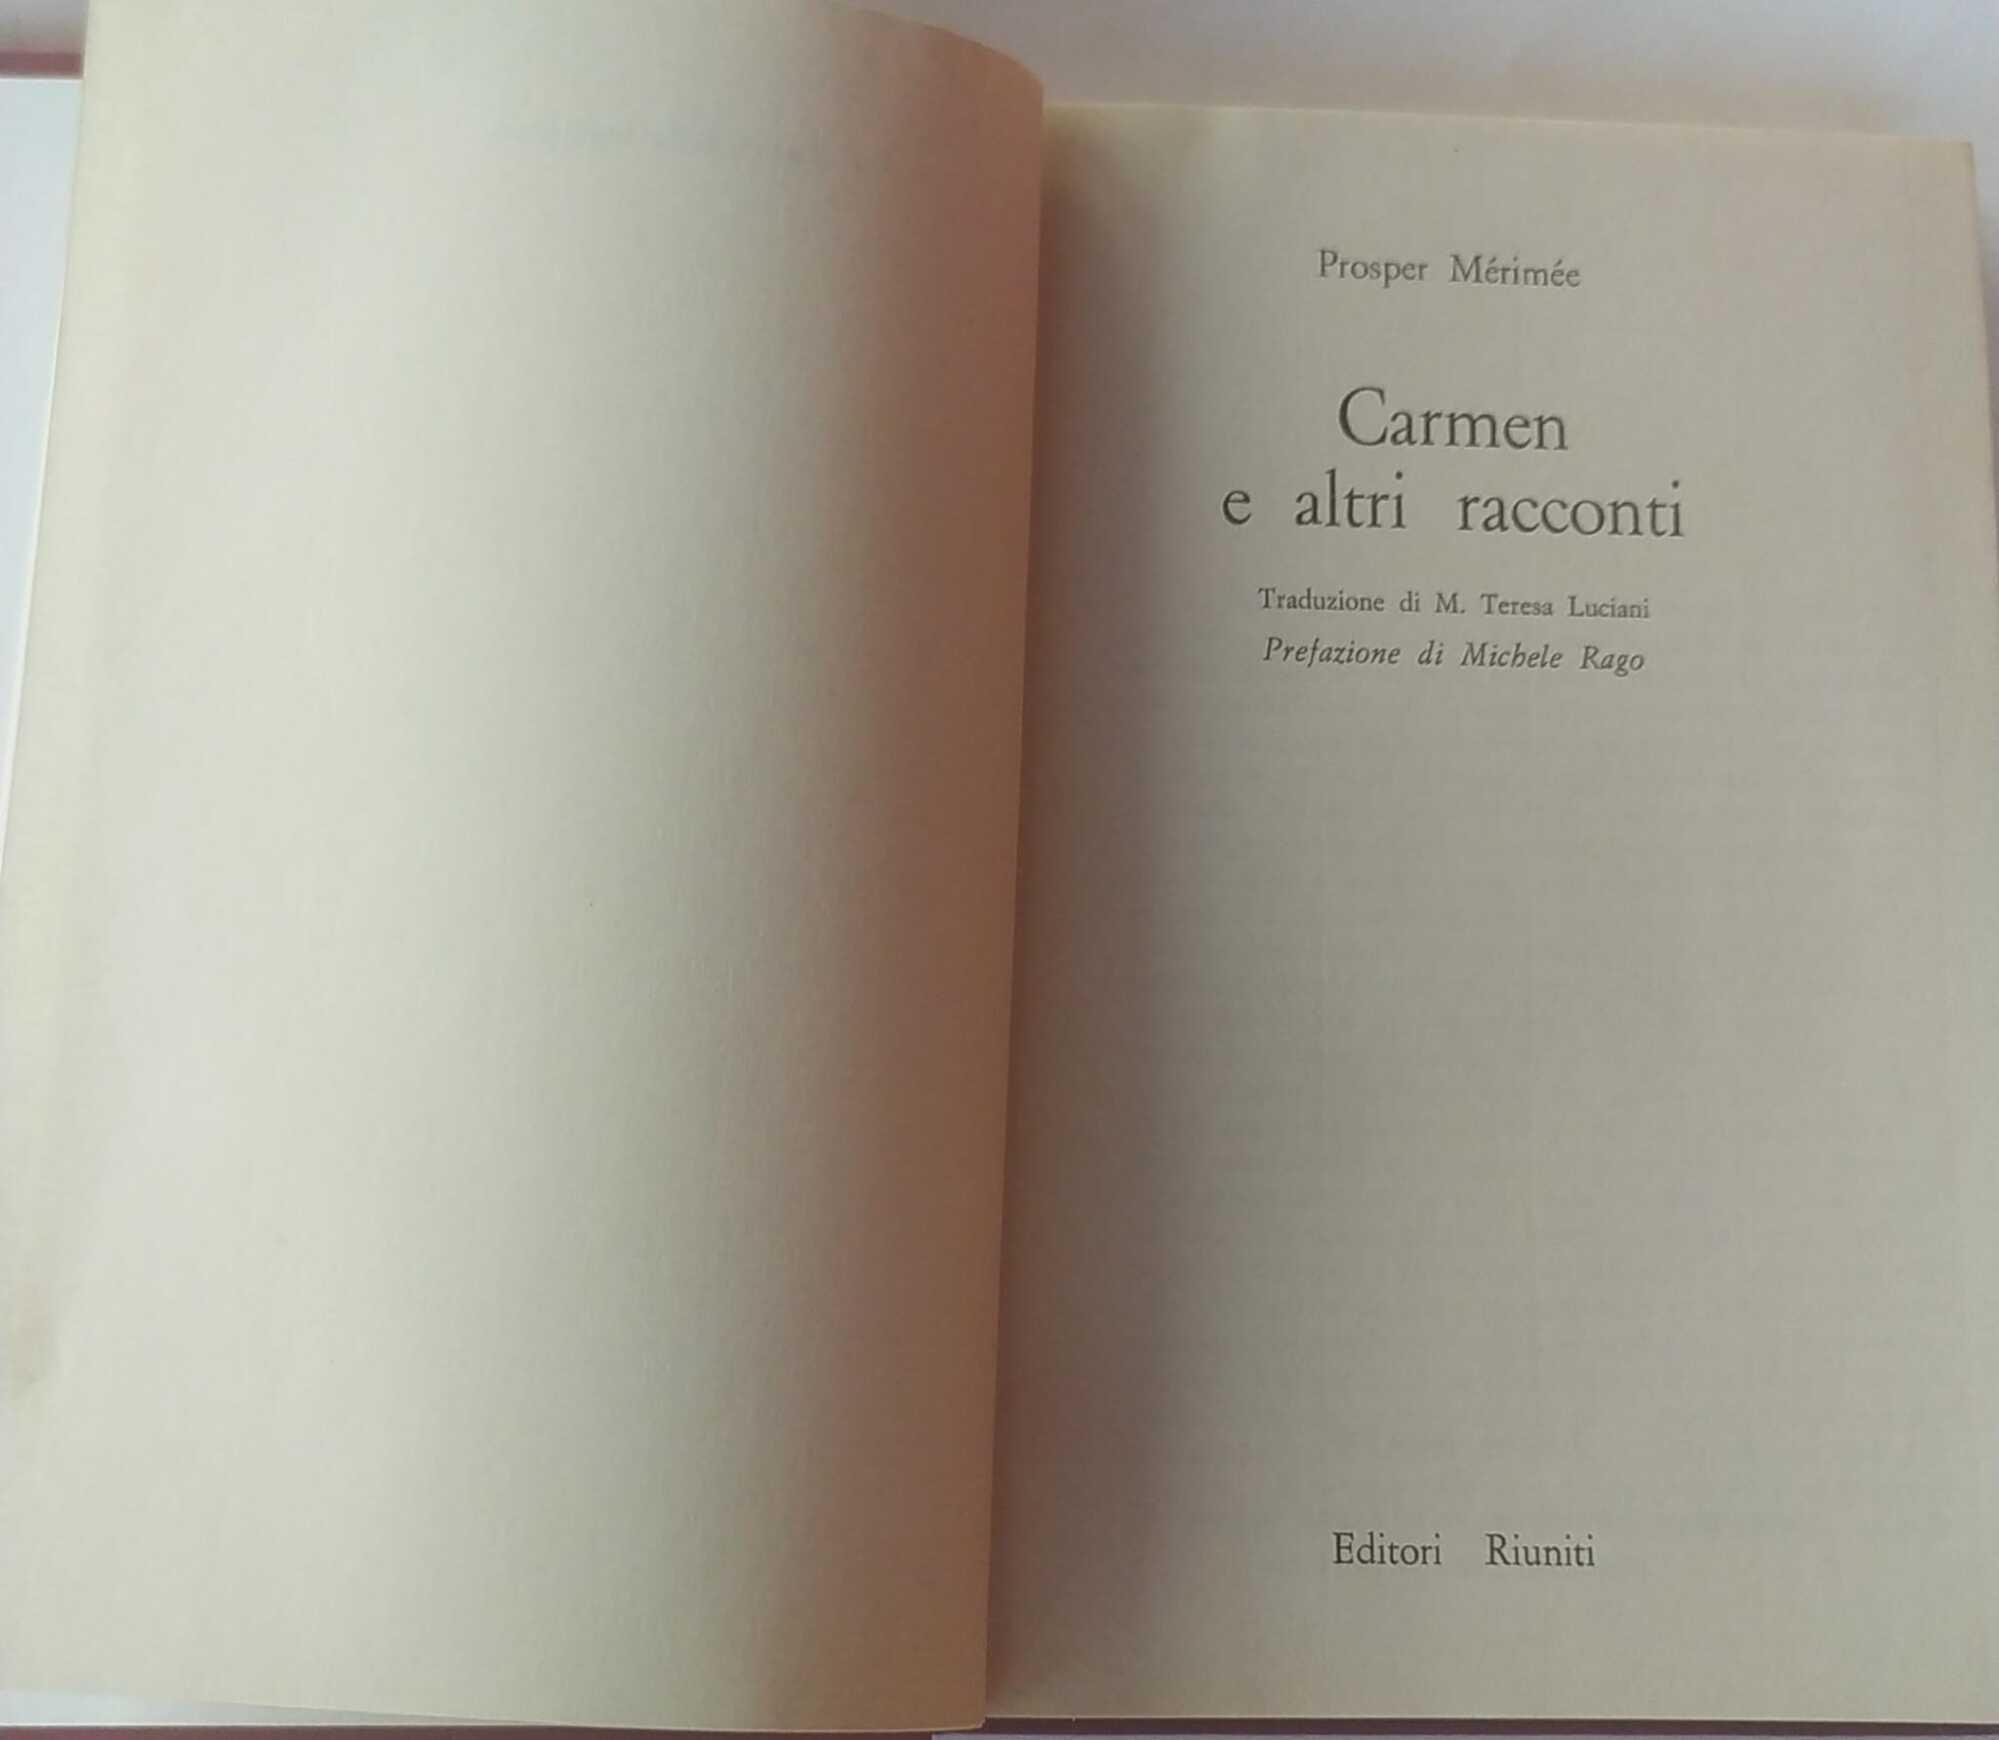 Prosper Mérimée
Carmen
e altri racconti
Traduzione di M. Teresa Luciani
Prefazione di Michele Rago
Editori Riuniti